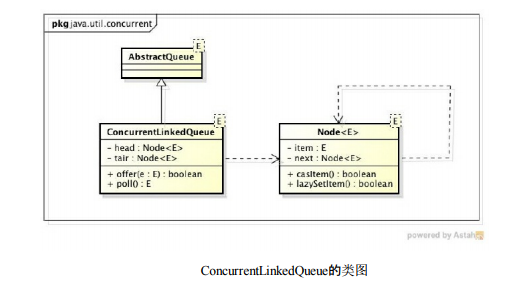 pkg java.util.concurrent
E
AbstractQueue
E
ConcurrentLinkedQueue
- head : Node<E>
- tair : Node<E>
+ offer(e : E) : boolean
+ poll() : E
E
Node<E>
- item : E
- next : Node<E>
+ casItem() : boolean
+ lazySetItem() : boolean
powered by Astah
ConcurrentLinkedQueue的类图